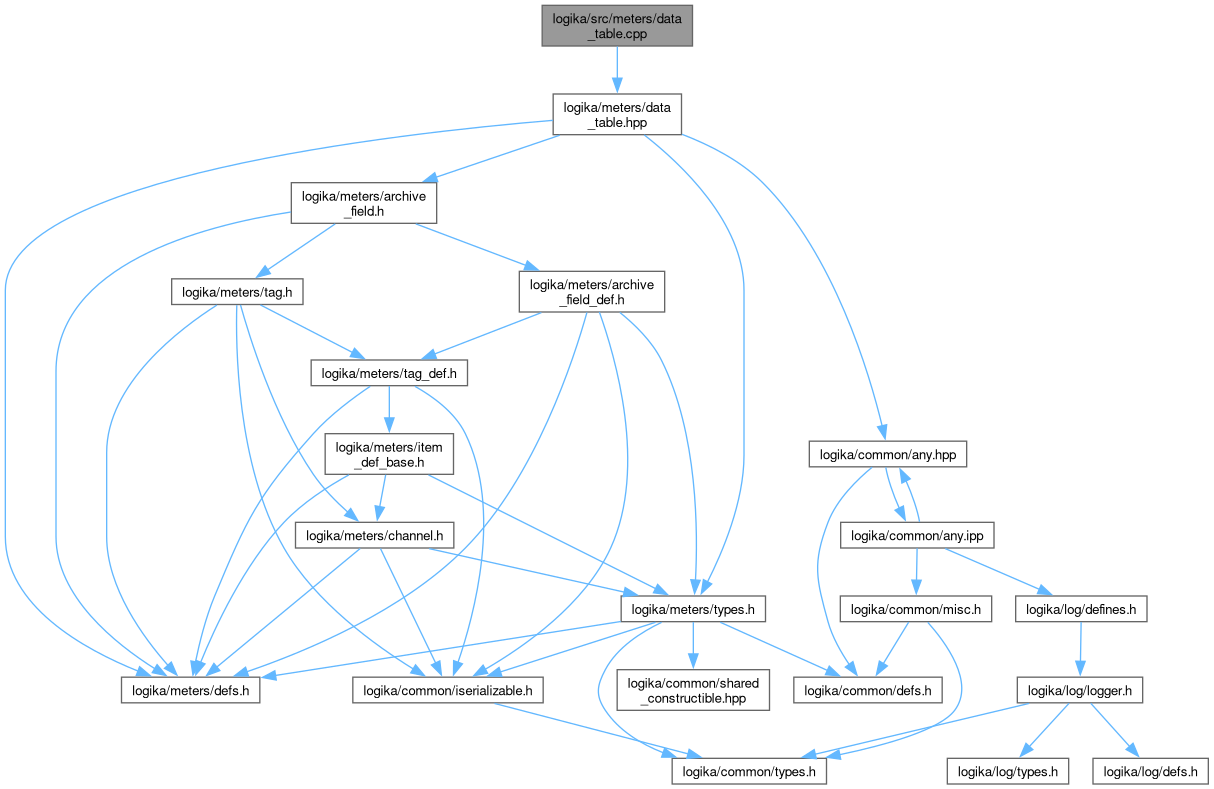 logika/src/meters/data
_table.cpp
logika/meters/data
_table.hpp
logika/meters/archive
_field.h
logika/meters/tag.h
logika/meters/archive
_field_def.h
logika/meters/tag_def.h
logika/meters/item
_def_base.h
logika/common/any.hpp
logika/meters/channel.h
logika/common/any.ipp
logika/meters/types.h
logika/common/misc.h
logika/log/defines.h
logika/meters/defs.h
logika/common/iserializable.h
logika/common/shared
_constructible.hpp
logika/common/defs.h
logika/log/logger.h
logika/common/types.h
logika/log/types.h
logika/log/defs.h